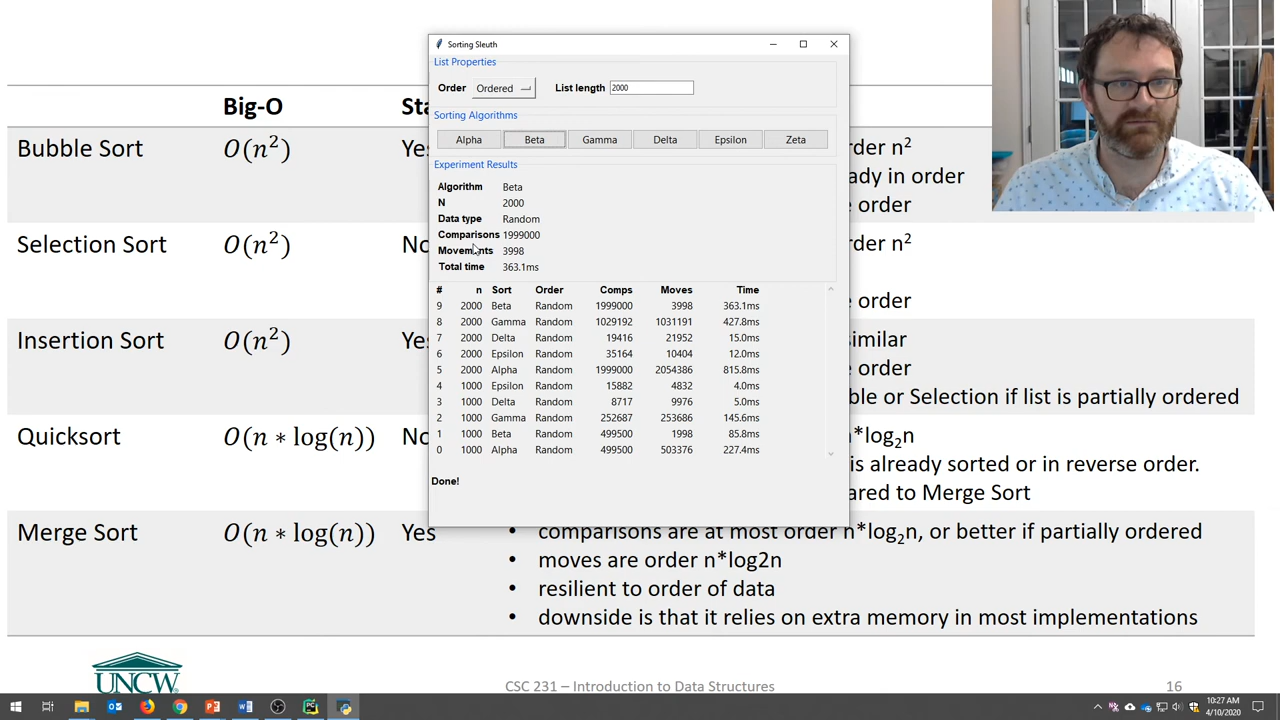 Sorting Sleuth
List Properties
Order Ordered List length 2000
Sorting Algorithms
Alpha Beta Gamma Delta Epsilon Zeta
Experiment Results
Algorithm Beta
N 2000
Data type Random
Comparisons 1999000
Movements 3998
Total time 363.1ms
# n Sort Order Comps Moves Time
9 2000 Beta Random 1999000 3998 363.1ms
8 2000 Gamma Random 1029192 1031191 427.8ms
7 2000 Delta Random 19416 21952 15.0ms
6 2000 Epsilon Random 35164 10404 12.0ms
5 2000 Alpha Random 1999000 2054386 815.8ms
4 1000 Epsilon Random 15882 4832 4.0ms
3 1000 Delta Random 8717 9976 5.0ms
2 1000 Gamma Random 252687 253686 145.6ms
1 1000 Beta Random 499500 1998 85.8ms
0 1000 Alpha Random 499500 503376 227.4ms
Done!
Big-O Sta
Bubble Sort O(n²) Yes rder n²
ady in order
e order
Selection Sort O(n²) No rder n²
e order
Insertion Sort O(n²) Yes similar
e order
ble or Selection if list is partially ordered
Quicksort O(n ∗ log(n)) No n*log₂n
is already sorted or in reverse order.
ared to Merge Sort
Merge Sort O(n ∗ log(n)) Yes • comparisons are at most order n*log₂n, or better if partially ordered
• moves are order n*log2n
• resilient to order of data
• downside is that it relies on extra memory in most implementations
UNCW
CSC 231 – Introduction to Data Structures
16
10:27 AM
4/10/2020